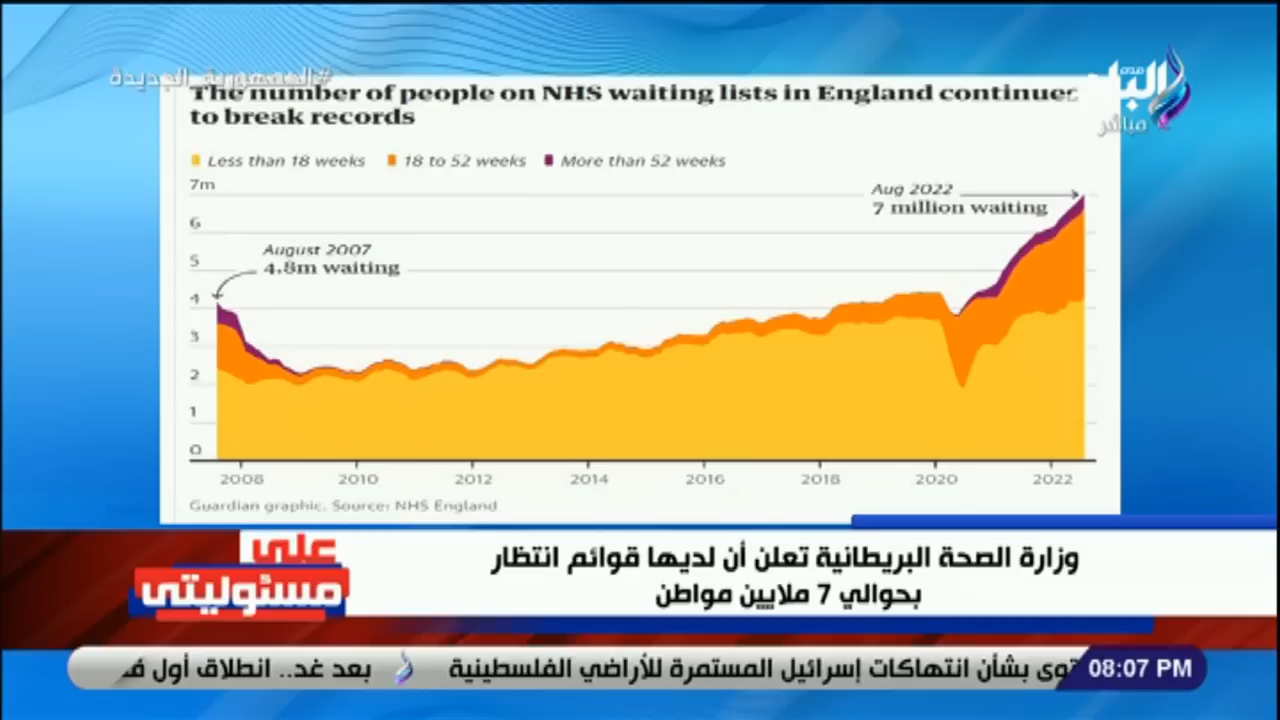 #الجمهورية_الجديدة
صدى البلد
مباشر
The number of people on NHS waiting lists in England continues
to break records
Less than 18 weeks 18 to 52 weeks More than 52 weeks
7m
Aug 2022
7 million waiting
6
August 2007
5
4.8m waiting
4
3
2
1
0
2008 2010 2012 2014 2016 2018 2020 2022
Guardian graphic. Source: NHS England
على
مسئوليتى
وزارة الصحة البريطانية تعلن أن لديها قوائم انتظار
بحوالي 7 ملايين مواطن
08:07 PM بشأن انتهاكات إسرائيل المستمرة للأراضي الفلسطينية بعد غد.. انطلاق أول